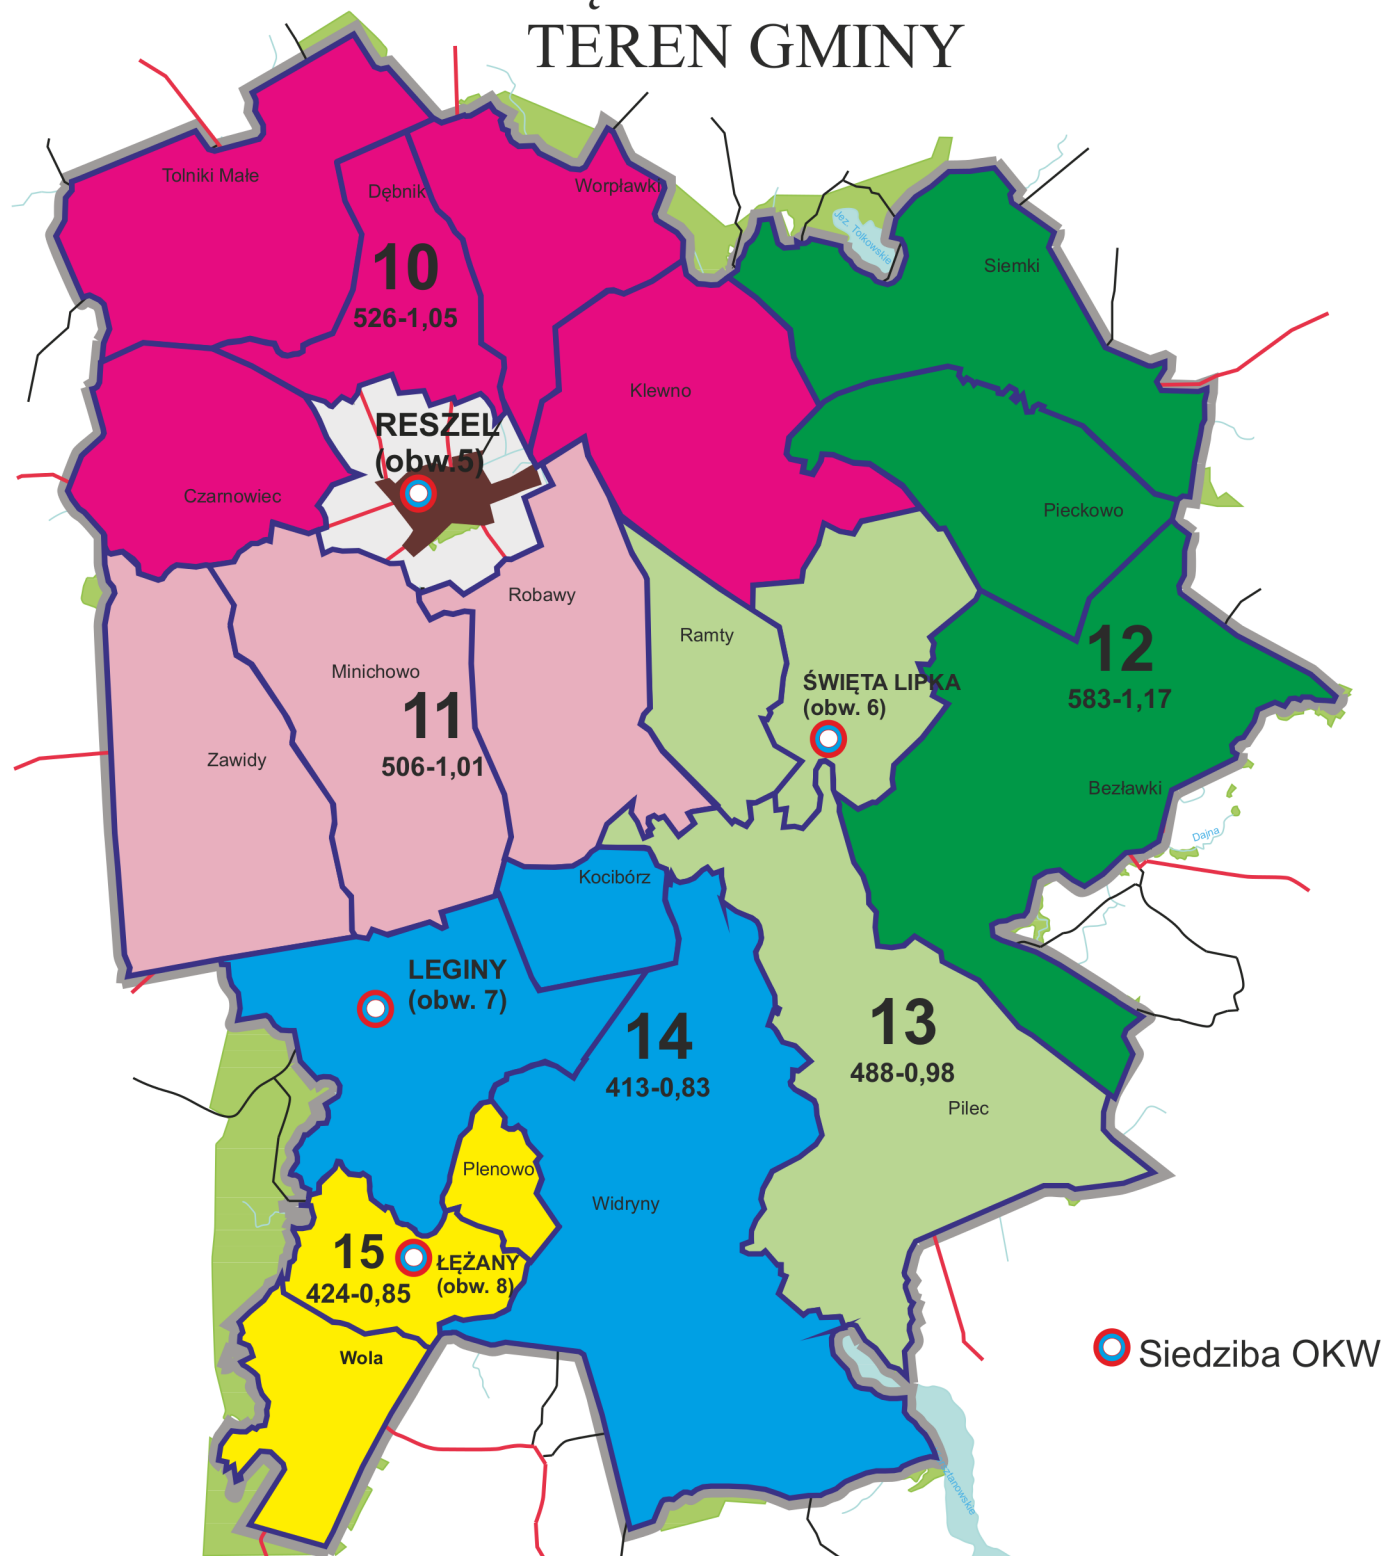 TEREN GMINY
Tolniki Małe
Dębnik
Worpławki
10
526-1,05
Jez. Tolkowskie
Siemki
Klewno
RESZEL
(obw.5)
Czarnowiec
Pieckowo
Robawy
Ramty
12
583-1,17
Minichowo
ŚWIĘTA LIPKA
(obw. 6)
11
506-1,01
Zawidy
Bezławki
Dajna
Kocibórz
LEGINY
(obw. 7)
14
413-0,83
13
488-0,98
Pilec
Plenowo
Widryny
15
424-0,85
ŁĘŻANY
(obw. 8)
Wola
Siedziba OKW